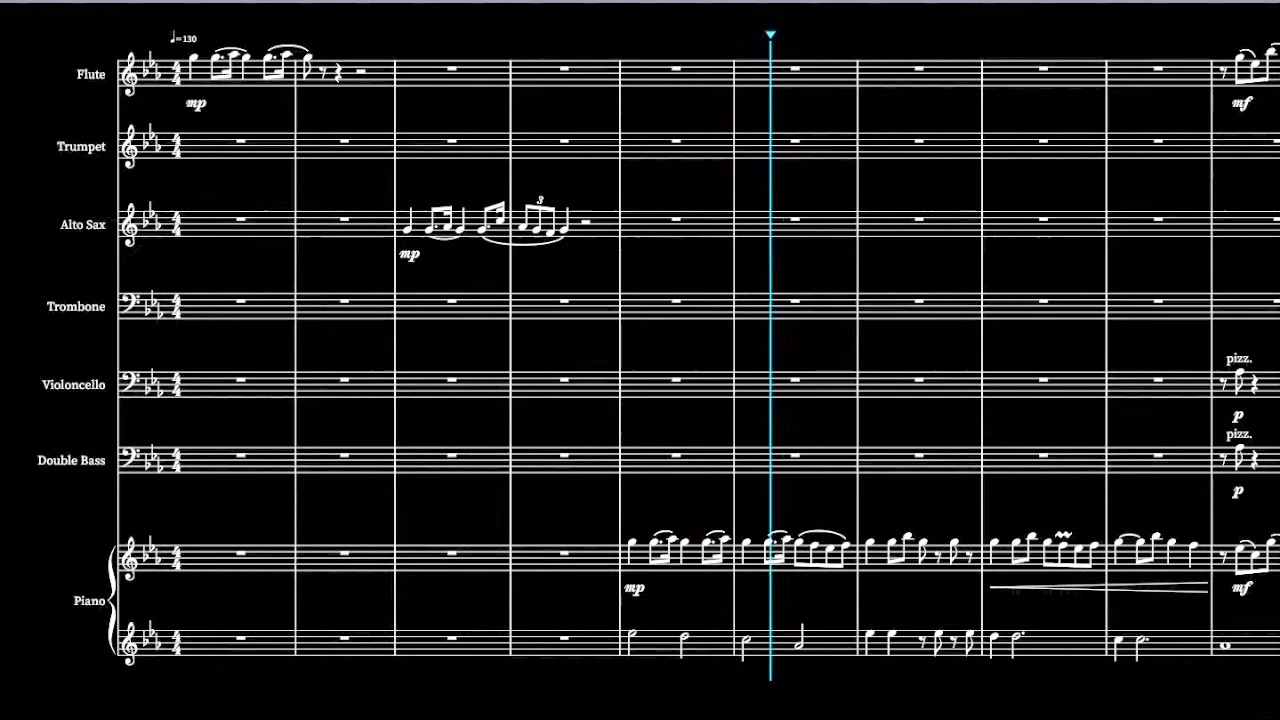 ♩=130
Flute
mp
mf
Trumpet
Alto Sax
3
mp
Trombone
pizz.
Violoncello
p
pizz.
Double Bass
p
mp
mf
Piano